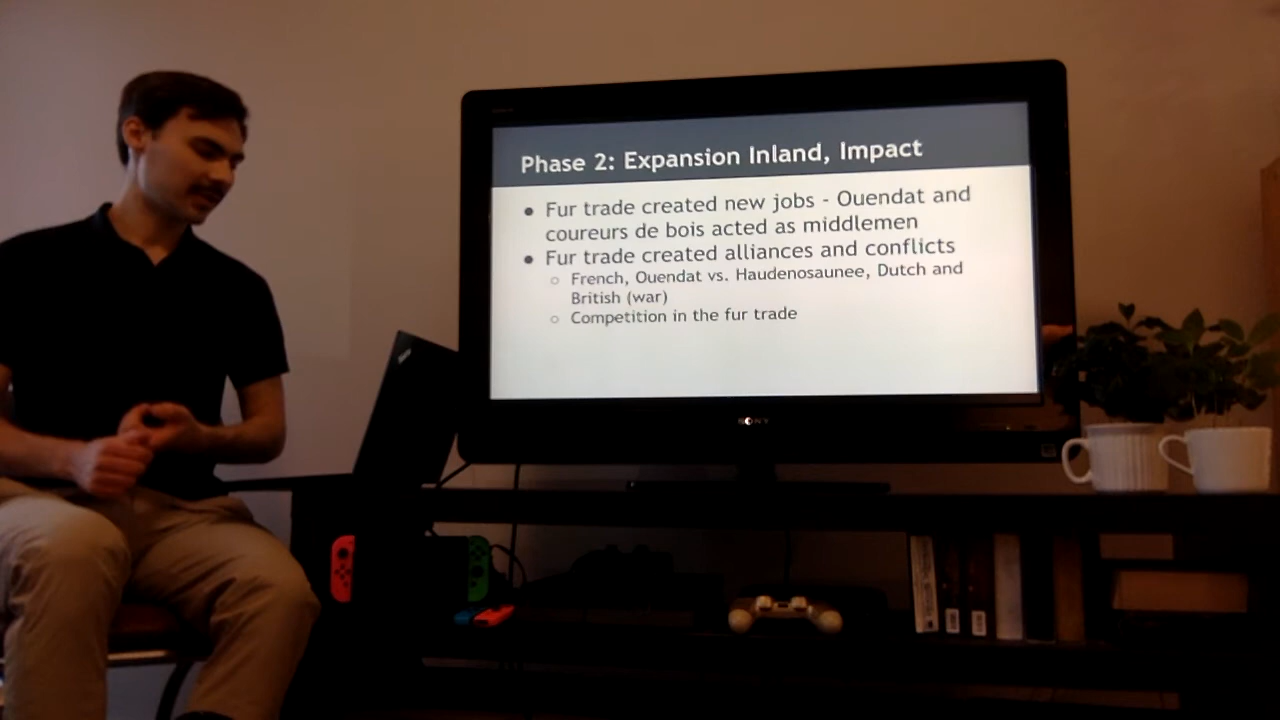 Phase 2: Expansion Inland, Impact
● Fur trade created new jobs - Ouendat and
coureurs de bois acted as middlemen
● Fur trade created alliances and conflicts
○ French, Ouendat vs. Haudenosaunee, Dutch and
British (war)
○ Competition in the fur trade
SONY